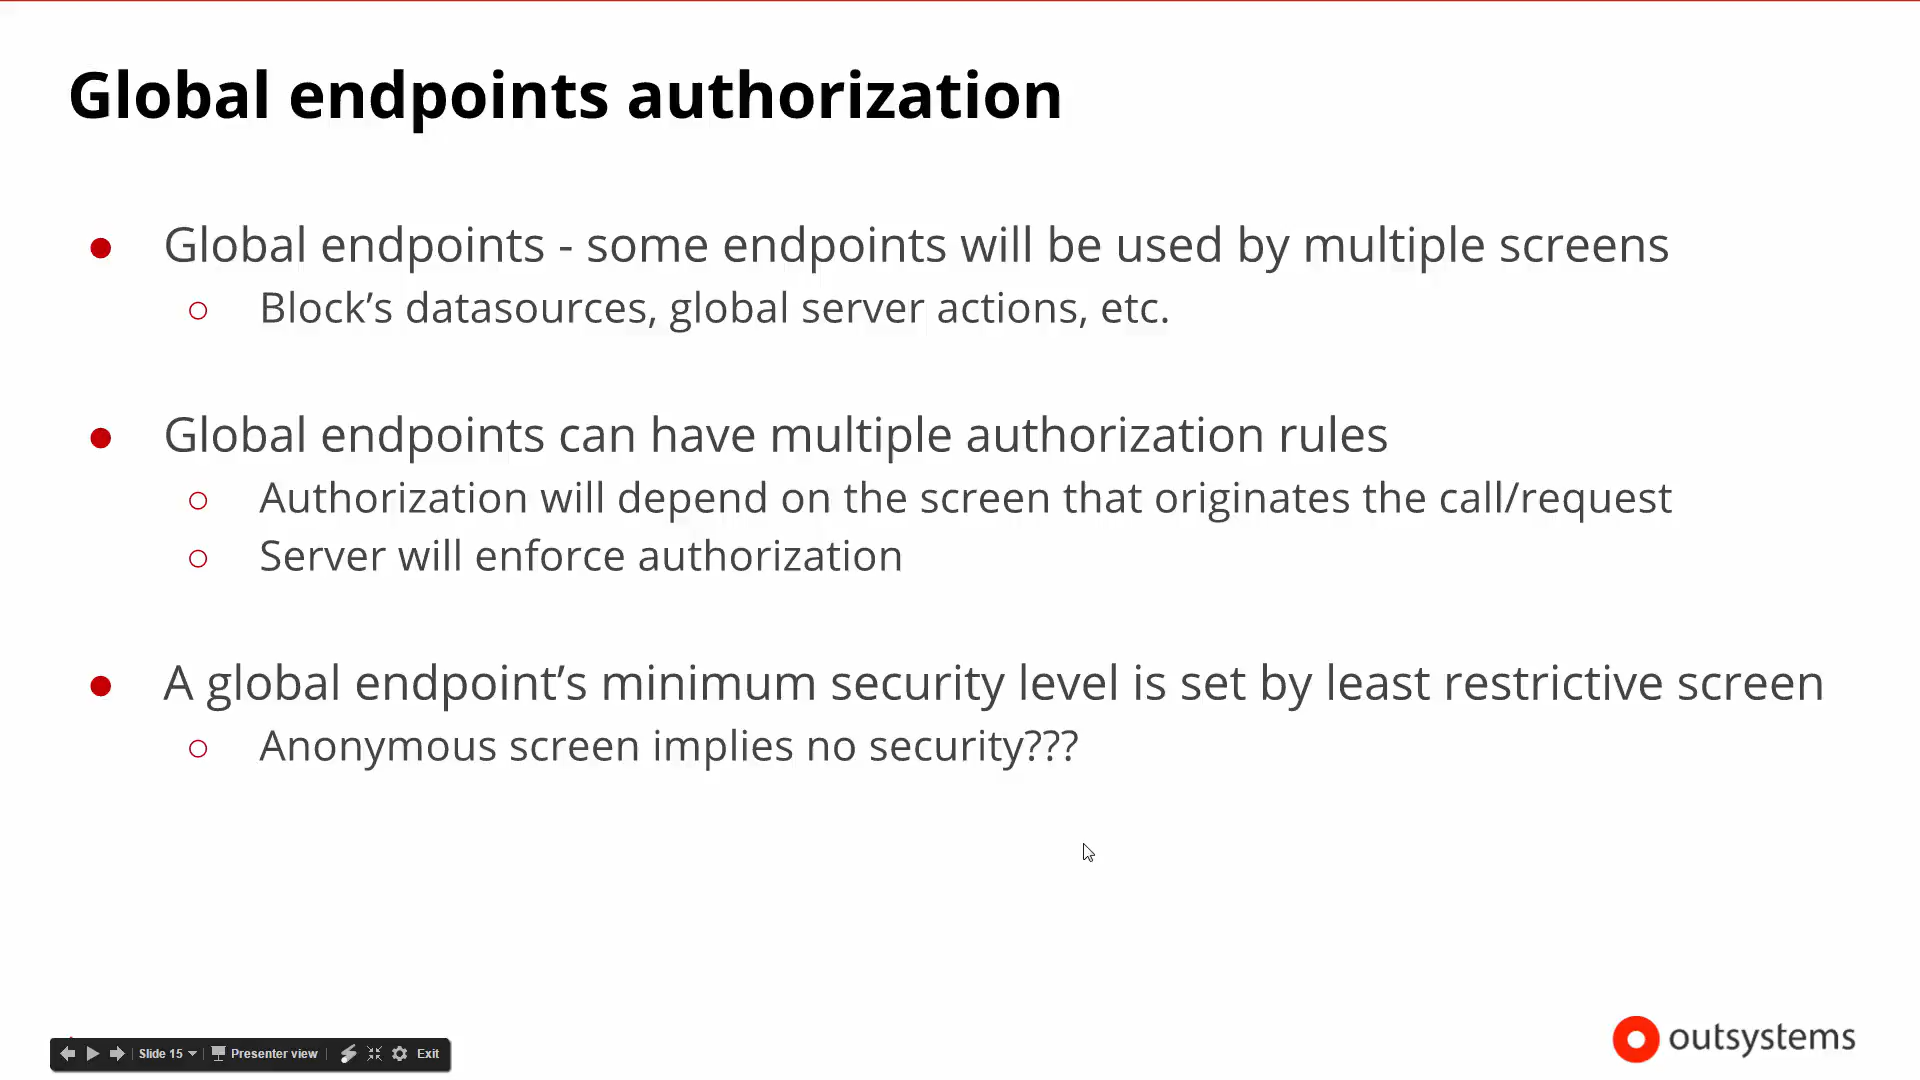 Global endpoints authorization
● Global endpoints - some endpoints will be used by multiple screens
○ Block’s datasources, global server actions, etc.
● Global endpoints can have multiple authorization rules
○ Authorization will depend on the screen that originates the call/request
○ Server will enforce authorization
● A global endpoint’s minimum security level is set by least restrictive screen
○ Anonymous screen implies no security???
Slide 15 Presenter view Exit
outsystems